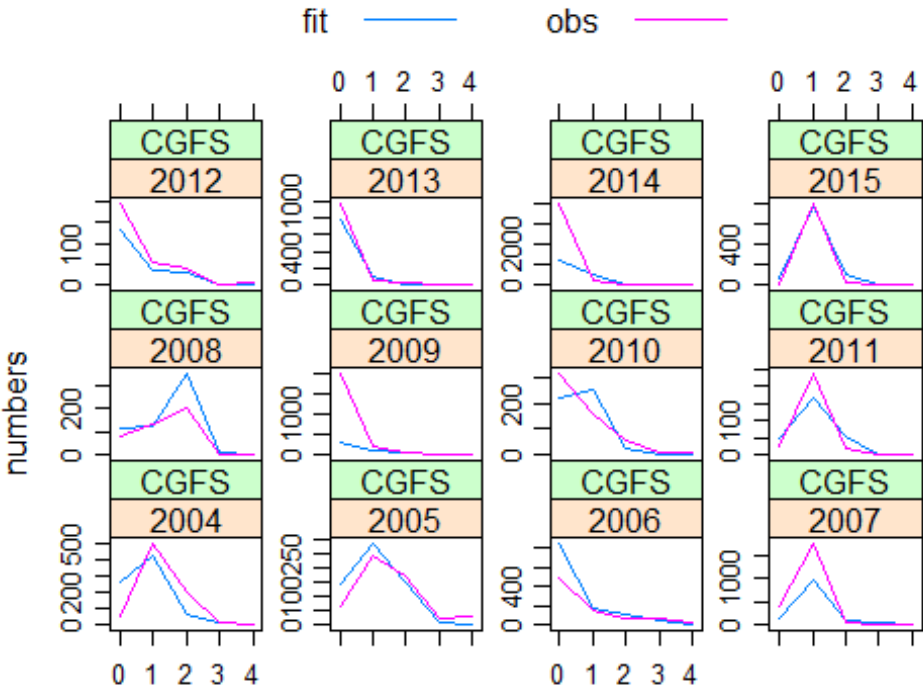 fit obs
0 1 2 3 4 0 1 2 3 4
CGFS CGFS CGFS CGFS
2012 2013 2014 2015
0 100 0 400 1000 0 2000 0 400
CGFS CGFS CGFS CGFS
2008 2009 2010 2011
0 200 0 1000 0 200 0 100
numbers
CGFS CGFS CGFS CGFS
2004 2005 2006 2007
0 200 500 0 100 250 0 400 0 1000
0 1 2 3 4 0 1 2 3 4